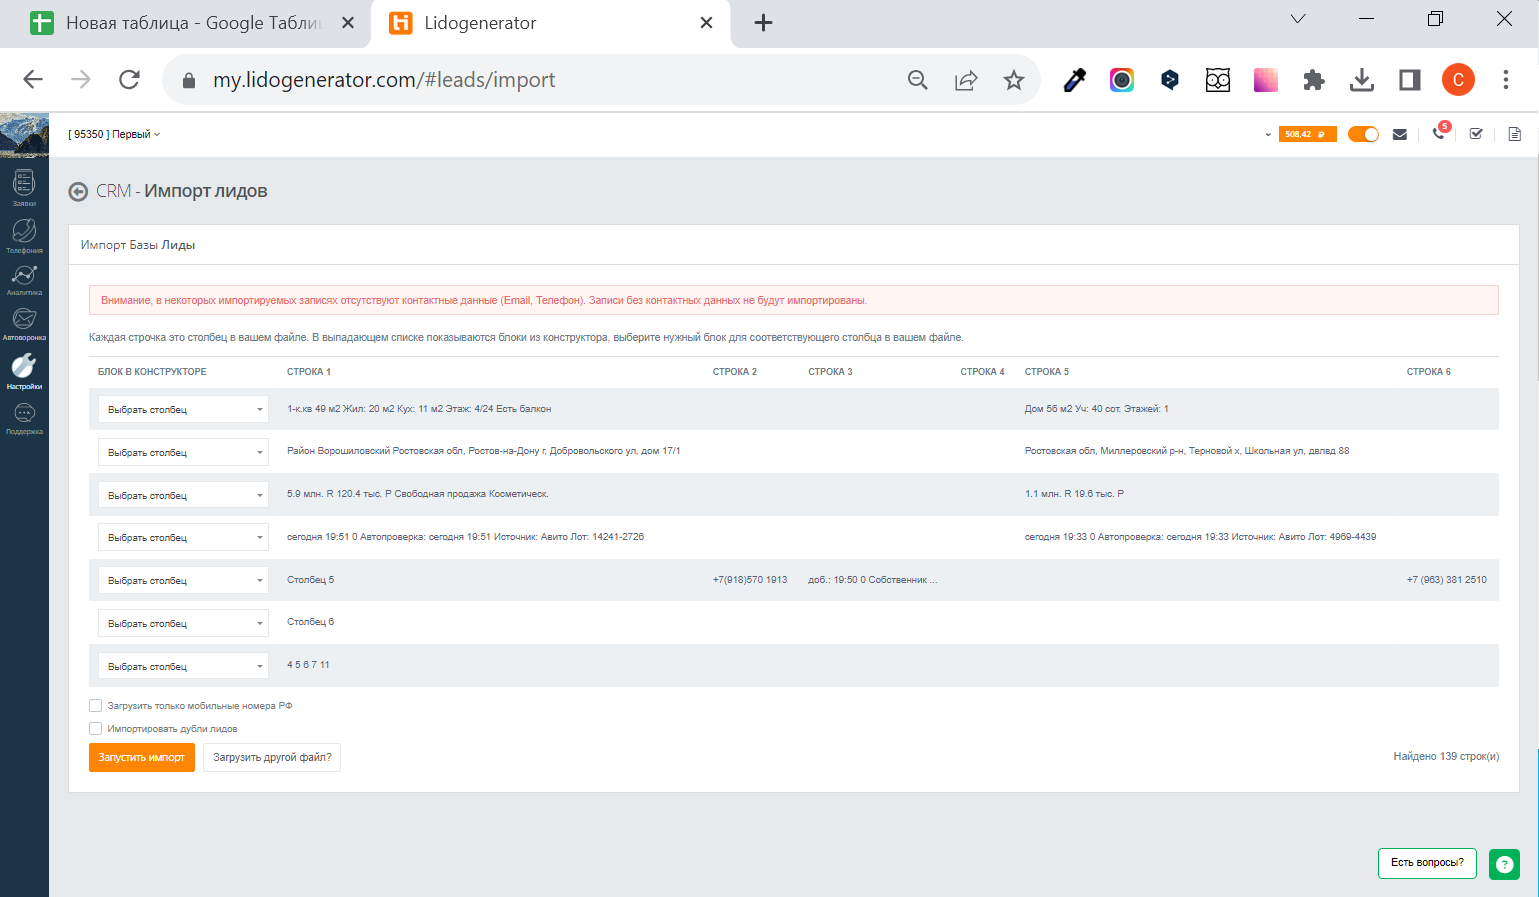 Новая таблица - Google Таблиц
Lidogenerator
my.lidogenerator.com/#leads/import
C
[ 95350 ] Первый
508,42 ₽
5
Заявки
Телефония
Аналитика
Автоворонка
Настройки
Поддержка
CRM - Импорт лидов
Импорт Базы Лиды
Внимание, в некоторых импортируемых записях отсутствуют контактные данные (Email, Телефон). Записи без контактных данных не будут импортированы.
Каждая строчка это столбец в вашем файле. В выпадающем списке показываются блоки из конструктора, выберите нужный блок для соответствующего столбца в вашем файле.
БЛОК В КОНСТРУКТОРЕ СТРОКА 1 СТРОКА 2 СТРОКА 3 СТРОКА 4 СТРОКА 5 СТРОКА 6
Выбрать столбец 1-к.кв 49 м2 Жил: 20 м2 Кух: 11 м2 Этаж: 4/24 Есть балкон Дом 56 м2 Уч: 40 сот. Этажей: 1
Выбрать столбец Район Ворошиловский Ростовская обл, Ростов-на-Дону г, Добровольского ул, дом 17/1 Ростовская обл, Миллеровский р-н, Терновой х, Школьная ул, двлвд 88
Выбрать столбец 5.9 млн. R 120.4 тыс. Р Свободная продажа Косметическ. 1.1 млн. R 19.6 тыс. Р
Выбрать столбец сегодня 19:51 0 Автопроверка: сегодня 19:51 Источник: Авито Лот: 14241-2726 сегодня 19:33 0 Автопроверка: сегодня 19:33 Источник: Авито Лот: 4969-4439
Выбрать столбец Столбец 5 +7(918)570 1913 доб.: 19:50 0 Собственник ... +7 (963) 381 2510
Выбрать столбец Столбец 6
Выбрать столбец 4 5 6 7 11
Загрузить только мобильные номера РФ
Импортировать дубли лидов
Запустить импорт Загрузить другой файл? Найдено 139 строк(и)
Есть вопросы? ?